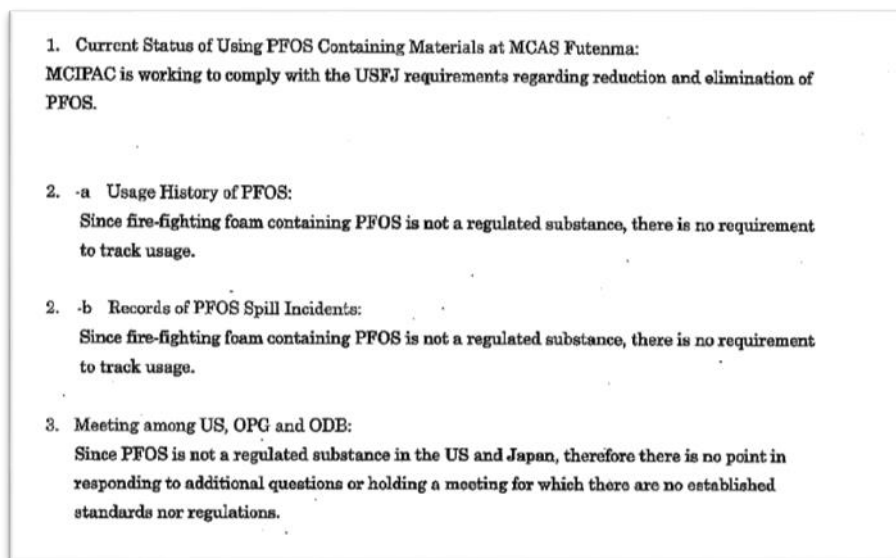 1. Current Status of Using PFOS Containing Materials at MCAS Futenma:
MCIPAC is working to comply with the USFJ requirements regarding reduction and elimination of
PFOS.
2. -a Usage History of PFOS:
Since fire-fighting foam containing PFOS is not a regulated substance, there is no requirement
to track usage.
2. -b Records of PFOS Spill Incidents:
Since fire-fighting foam containing PFOS is not a regulated substance, there is no requirement
to track usage.
3. Meeting among US, OPG and ODB:
Since PFOS is not a regulated substance in the US and Japan, therefore there is no point in
responding to additional questions or holding a meeting for which there are no established
standards nor regulations.